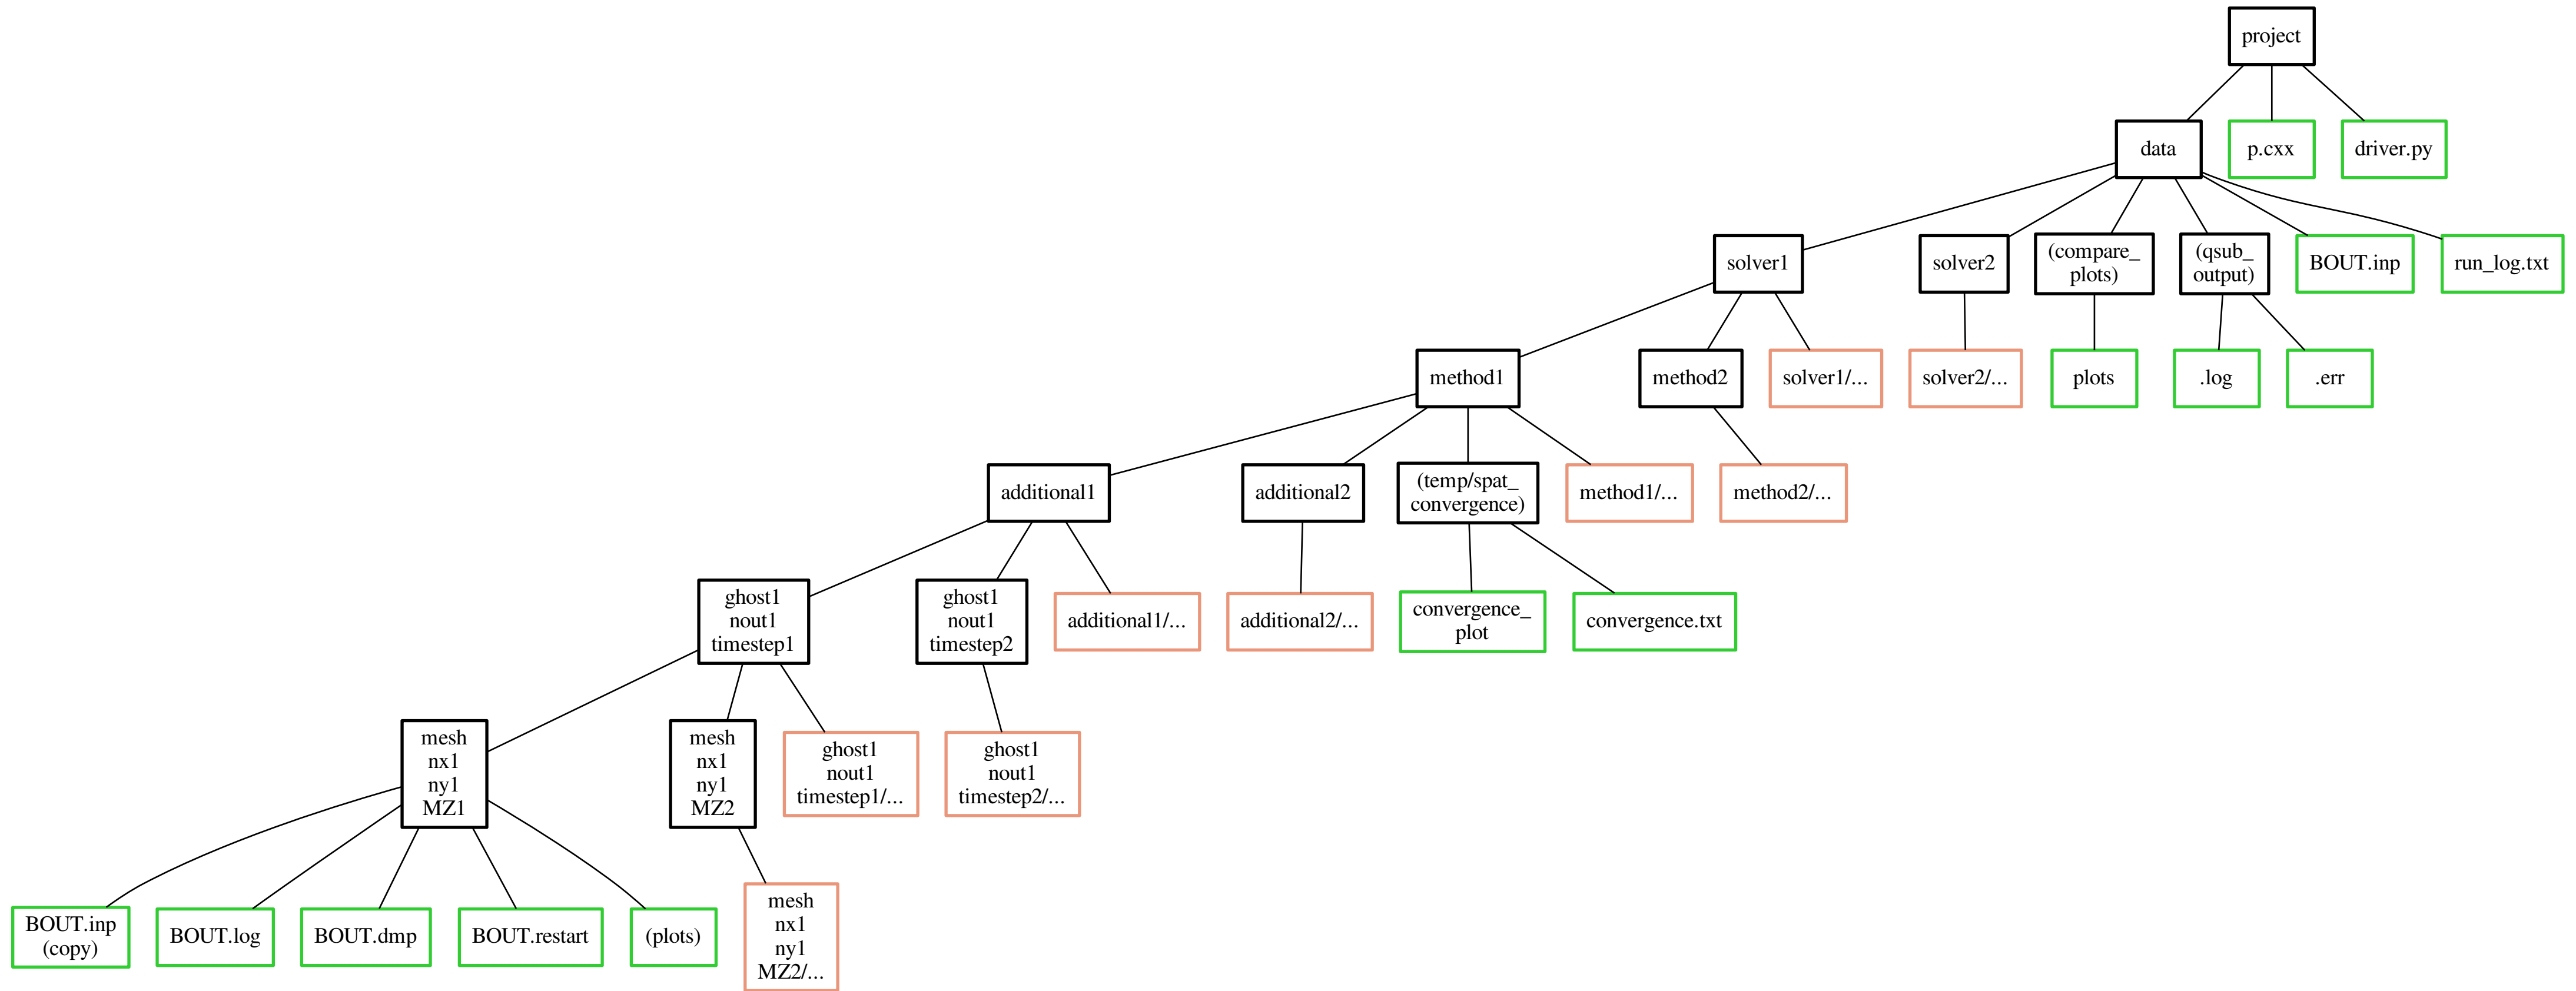 project
data
p.cxx
driver.py
solver1
solver2
(compare_
plots)
(qsub_
output)
BOUT.inp
run_log.txt
method1
method2
solver1/...
solver2/...
plots
.log
.err
additional1
additional2
(temp/spat_
convergence)
method1/...
method2/...
ghost1
nout1
timestep1
ghost1
nout1
timestep2
additional1/...
additional2/...
convergence_
plot
convergence.txt
mesh
nx1
ny1
MZ1
mesh
nx1
ny1
MZ2
ghost1
nout1
timestep1/...
ghost1
nout1
timestep2/...
BOUT.inp
(copy)
BOUT.log
BOUT.dmp
BOUT.restart
(plots)
mesh
nx1
ny1
MZ2/...